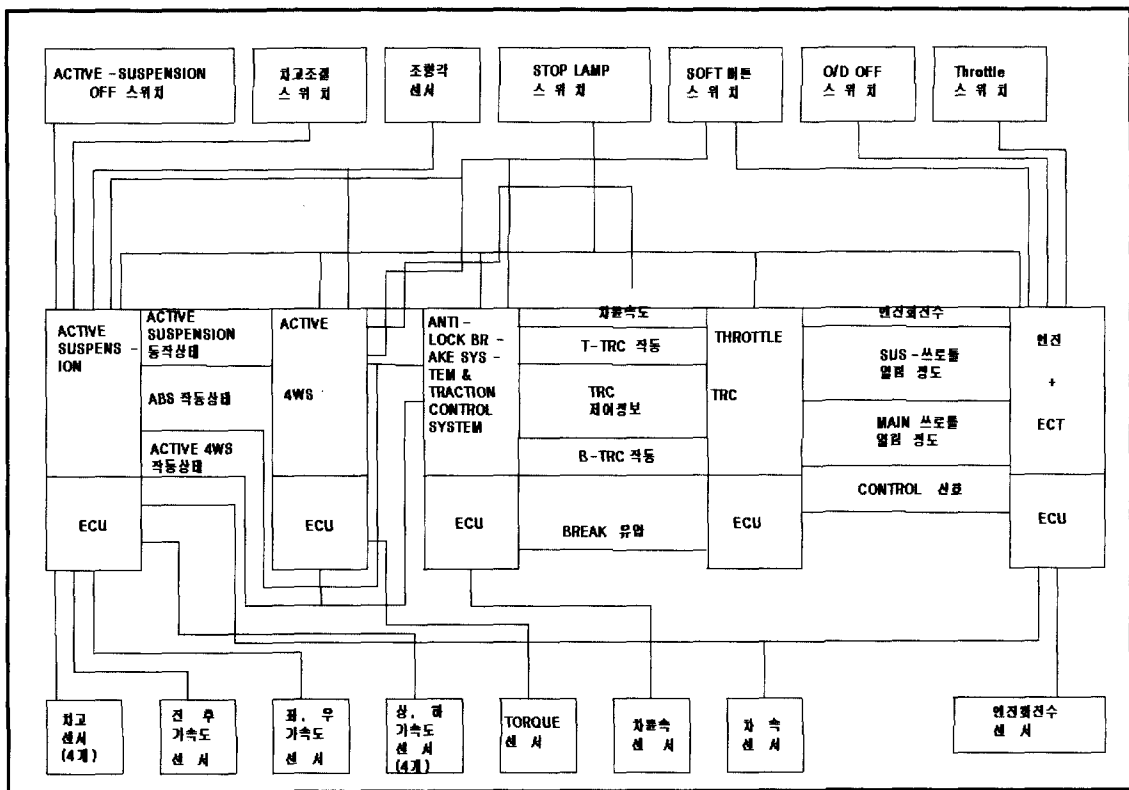 ACTIVE - SUSPENSION
OFF 스위치
차고조절
스 위 치
조향각
센 서
STOP LAMP
스 위 치
SOFT 버튼
스 위 치
O/D OFF
스 위 치
Throttle
스 위 치
ACTIVE
SUSPENS -
ION
ACTIVE
SUSPENSION
동작상태
ABS 작동상태
ACTIVE 4WS
작동상태
ECU
ACTIVE
4WS
ECU
ANTI -
LOCK BR -
AKE SYS -
TEM &
TRACTION
CONTROL
SYSTEM
ECU
차륜속도
T-TRC 작동
TRC
제어정보
B-TRC 작동
BREAK 유압
THROTTLE
TRC
ECU
엔진회전수
SUS - 쓰로틀
열림 정도
MAIN 쓰로틀
열림 정도
CONTROL 신호
엔진
+
ECT
ECU
차고
센서
(4개)
전 후
가속도
센 서
좌, 우
가속도
센 서
상, 하
가속도
센 서
(4개)
TORQUE
센 서
차륜속
센 서
차 속
센 서
엔진회전수
센 서